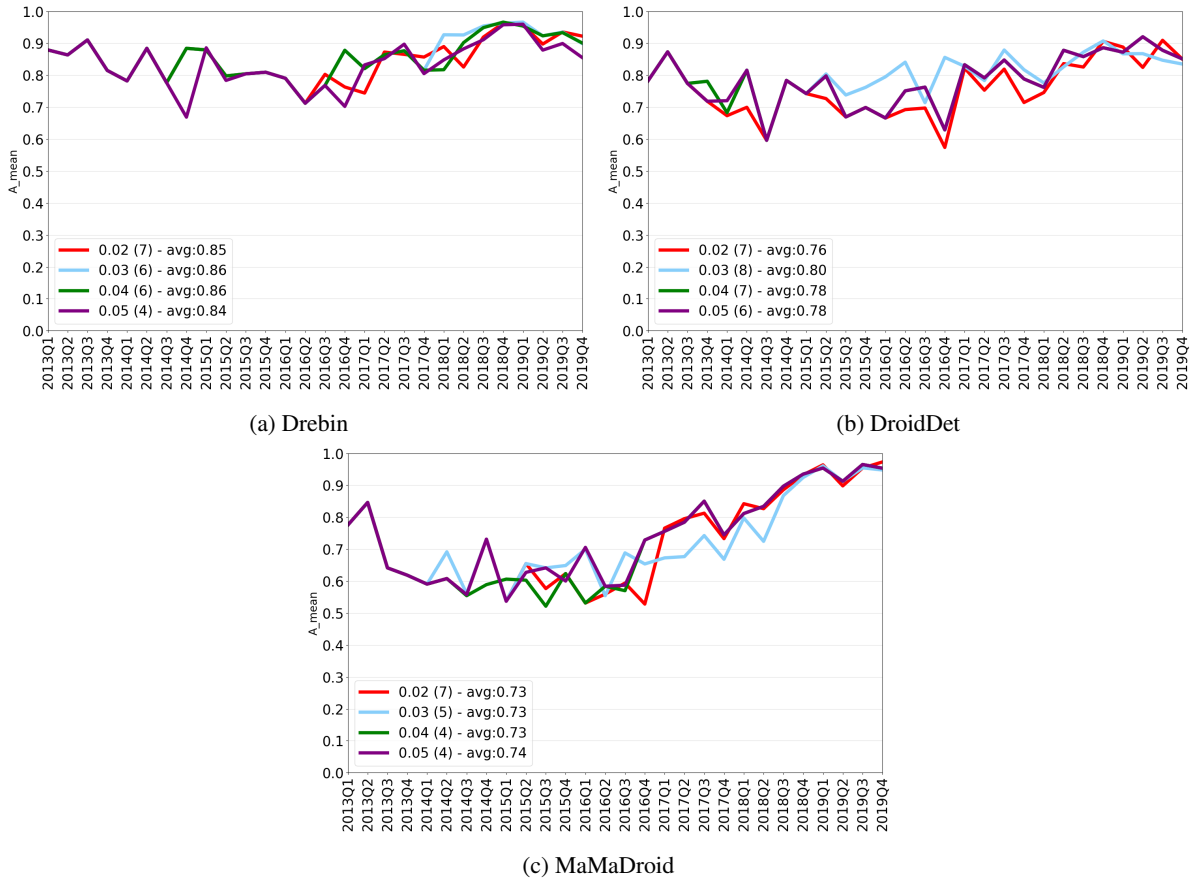 1.0
0.9
0.8
0.7
0.6
0.5
0.4
0.3
0.2
0.1
0.0
A_mean
0.02 (7) - avg:0.85
0.03 (6) - avg:0.86
0.04 (6) - avg:0.86
0.05 (4) - avg:0.84
2013Q1
2013Q2
2013Q3
2013Q4
2014Q1
2014Q2
2014Q3
2014Q4
2015Q1
2015Q2
2015Q3
2015Q4
2016Q1
2016Q2
2016Q3
2016Q4
2017Q1
2017Q2
2017Q3
2017Q4
2018Q1
2018Q2
2018Q3
2018Q4
2019Q1
2019Q2
2019Q3
2019Q4
(a) Drebin
1.0
0.9
0.8
0.7
0.6
0.5
0.4
0.3
0.2
0.1
0.0
A_mean
0.02 (7) - avg:0.76
0.03 (8) - avg:0.80
0.04 (7) - avg:0.78
0.05 (6) - avg:0.78
2013Q1
2013Q2
2013Q3
2013Q4
2014Q1
2014Q2
2014Q3
2014Q4
2015Q1
2015Q2
2015Q3
2015Q4
2016Q1
2016Q2
2016Q3
2016Q4
2017Q1
2017Q2
2017Q3
2017Q4
2018Q1
2018Q2
2018Q3
2018Q4
2019Q1
2019Q2
2019Q3
2019Q4
(b) DroidDet
1.0
0.9
0.8
0.7
0.6
0.5
0.4
0.3
0.2
0.1
0.0
A_mean
0.02 (7) - avg:0.73
0.03 (5) - avg:0.73
0.04 (4) - avg:0.73
0.05 (4) - avg:0.74
2013Q1
2013Q2
2013Q3
2013Q4
2014Q1
2014Q2
2014Q3
2014Q4
2015Q1
2015Q2
2015Q3
2015Q4
2016Q1
2016Q2
2016Q3
2016Q4
2017Q1
2017Q2
2017Q3
2017Q4
2018Q1
2018Q2
2018Q3
2018Q4
2019Q1
2019Q2
2019Q3
2019Q4
(c) MaMaDroid